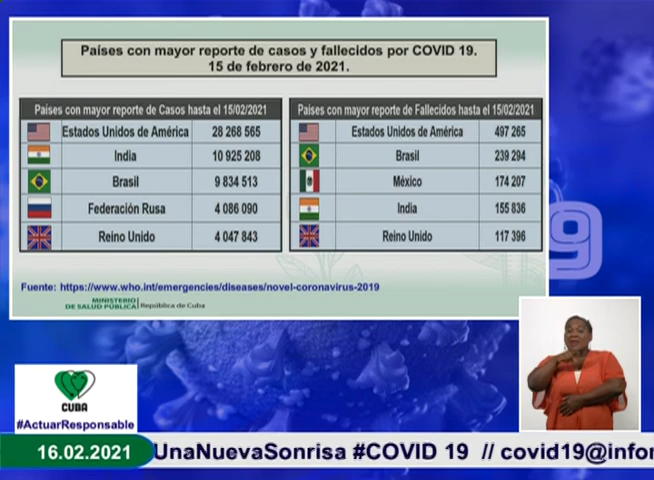 Países con mayor reporte de casos y fallecidos por COVID 19.
15 de febrero de 2021.
Países con mayor reporte de Casos hasta el 15/02/2021
Estados Unidos de América 28 268 565
India 10 925 208
Brasil 9 834 513
Federación Rusa 4 086 090
Reino Unido 4 047 843
Países con mayor reporte de Fallecidos hasta el 15/02/2021
Estados Unidos de América 497 265
Brasil 239 294
México 174 207
India 155 836
Reino Unido 117 396
Fuente: https://www.who.int/emergencies/diseases/novel-coronavirus-2019
MINISTERIO
DE SALUD PÚBLICA República de Cuba
9
CUBA
#ActuarResponsable
16.02.2021 UnaNuevaSonrisa #COVID 19 // covid19@infor